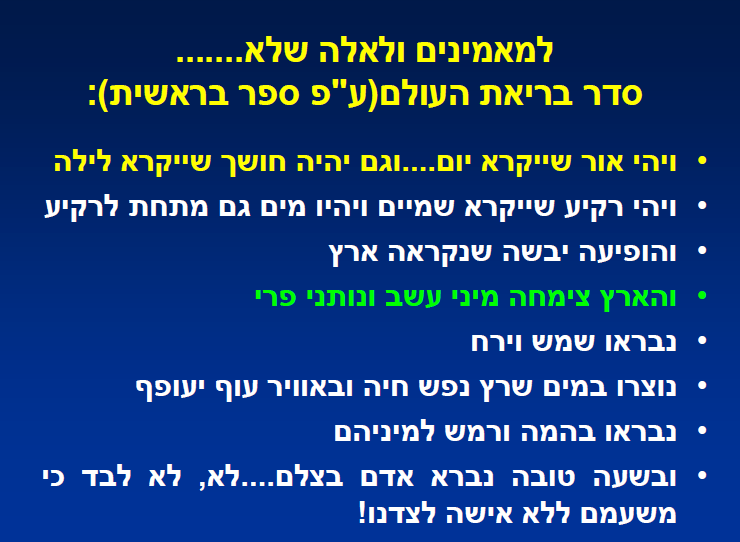 למאמינים ולאלה שלא.......
סדר בריאת העולם(ע"פ ספר בראשית):
• ויהי אור שייקרא יום....וגם יהיה חושך שייקרא לילה
• ויהי רקיע שייקרא שמיים ויהיו מים גם מתחת לרקיע
• והופיעה יבשה שנקראה ארץ
• והארץ צימחה מיני עשב ונותני פרי
• נבראו שמש וירח
• נוצרו במים שרץ נפש חיה ובאוויר עוף יעופף
• נבראו בהמה ורמש למיניהם
• ובשעה טובה נברא אדם בצלם....לא, לא לבד כי
משעמם ללא אישה לצדנו!